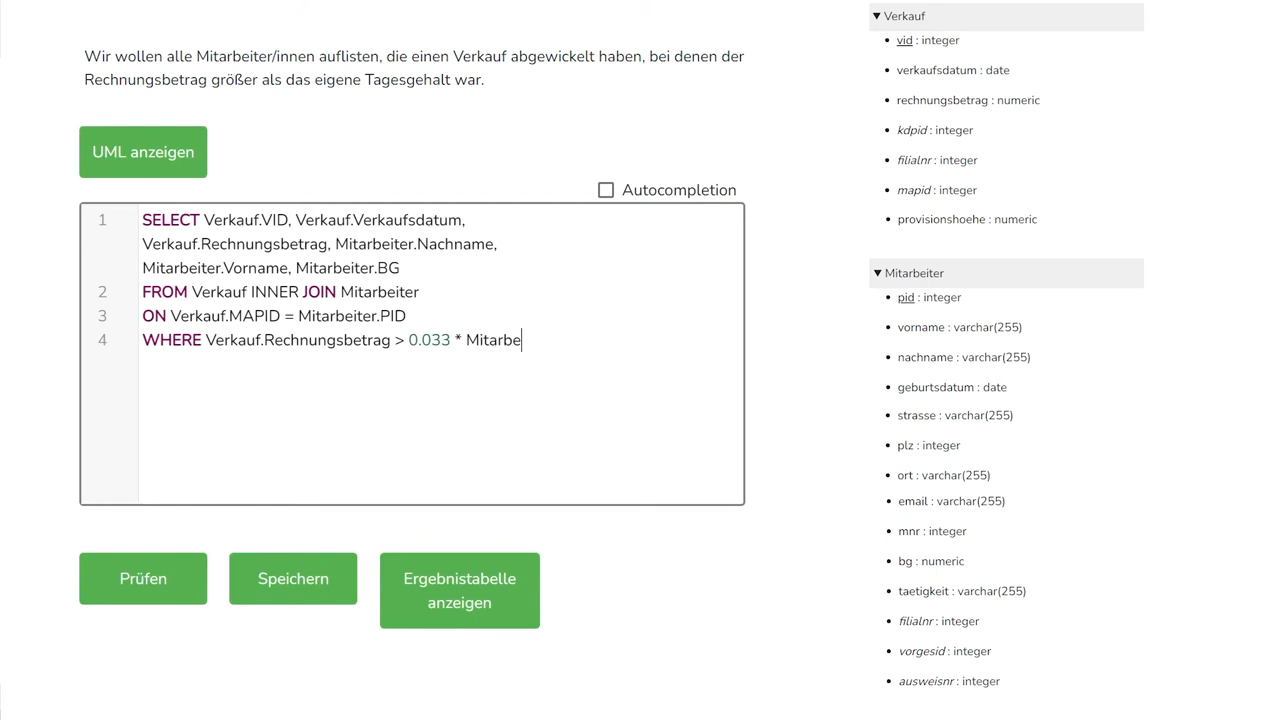 Wir wollen alle Mitarbeiter/innen auflisten, die einen Verkauf abgewickelt haben, bei denen der
Rechnungsbetrag größer als das eigene Tagesgehalt war.
UML anzeigen
Autocompletion
1 SELECT Verkauf.VID, Verkauf.Verkaufsdatum,
Verkauf.Rechnungsbetrag, Mitarbeiter.Nachname,
Mitarbeiter.Vorname, Mitarbeiter.BG
2 FROM Verkauf INNER JOIN Mitarbeiter
3 ON Verkauf.MAPID = Mitarbeiter.PID
4 WHERE Verkauf.Rechnungsbetrag > 0.033 * Mitarbe
Prüfen
Speichern
Ergebnistabelle
anzeigen
Verkauf
vid : integer
verkaufsdatum : date
rechnungsbetrag : numeric
kdpid : integer
filialnr : integer
mapid : integer
provisionshoehe : numeric
Mitarbeiter
pid : integer
vorname : varchar(255)
nachname : varchar(255)
geburtsdatum : date
strasse : varchar(255)
plz : integer
ort : varchar(255)
email : varchar(255)
mnr : integer
bg : numeric
taetigkeit : varchar(255)
filialnr : integer
vorgesid : integer
ausweisnr : integer